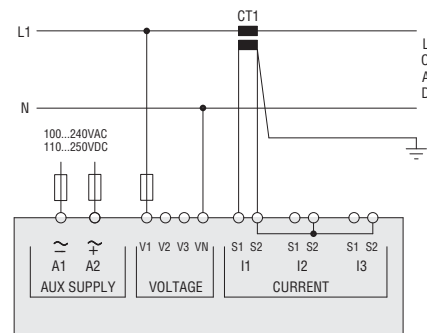 CT1
L1
L
O
A
D
N
100...240VAC
110...250VDC
V1 V2 V3 VN S1 S2 S1 S2 S1 S2
A1 A2 I1 I2 I3
AUX SUPPLY VOLTAGE CURRENT